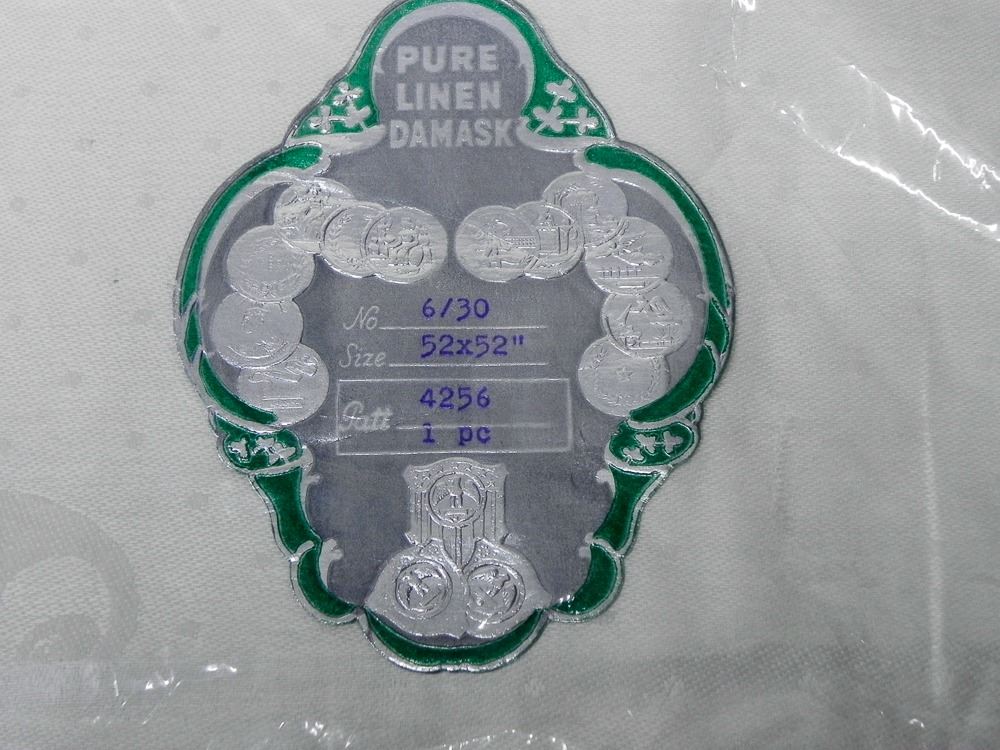 PURE
LINEN
DAMASK
No 6/30
Size 52x52"
Patt 4256
1 pc